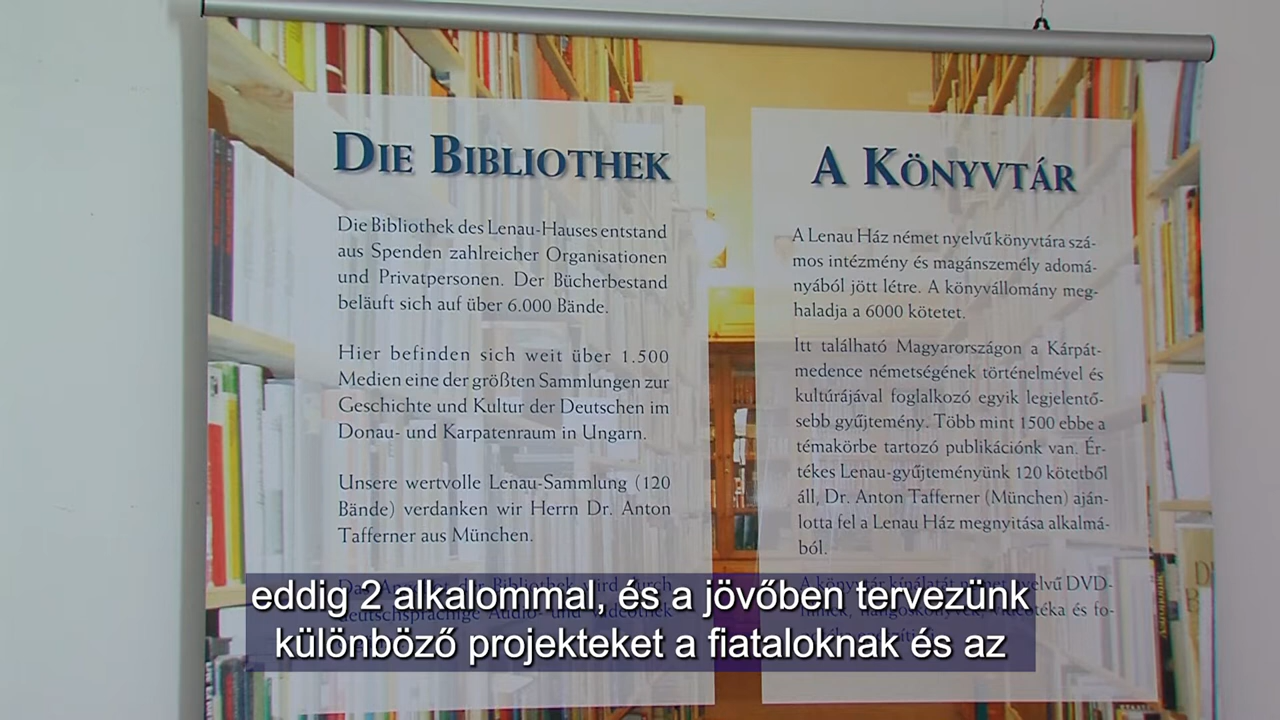 DIE BIBLIOTHEK
Die Bibliothek des Lenau-Hauses entstand
aus Spenden zahlreicher Organisationen
und Privatpersonen. Der Bücherbestand
beläuft sich auf über 6.000 Bände.
Hier befinden sich weit über 1.500
Medien eine der größten Sammlungen zur
Geschichte und Kultur der Deutschen im
Donau- und Karpatenraum in Ungarn.
Unsere wertvolle Lenau-Sammlung (120
Bände) verdanken wir Herrn Dr. Anton
Tafferner aus München.
A KÖNYVTÁR
A Lenau Ház német nyelvű könyvtára szá-
mos intézmény és magánszemély adomá-
nyából jött létre. A könyvállomány meg-
haladja a 6000 kötetet.
Itt található Magyarországon a Kárpát-
medence németségének történelmével és
kultúrájával foglalkozó egyik legjelentő-
sebb gyűjtemény. Több mint 1500 ebbe a
témakörbe tartozó publikációnk van. Ér-
tékes Lenau-gyűjteményünk 120 kötetből
áll, Dr. Anton Tafferner (München) aján-
lotta fel a Lenau Ház megnyitása alkalmá-
ból.
A könyvtár kínálatát német nyelvű DVD-
eddig 2 alkalommal, és a jövőben tervezünk
különböző projekteket a fiataloknak és az